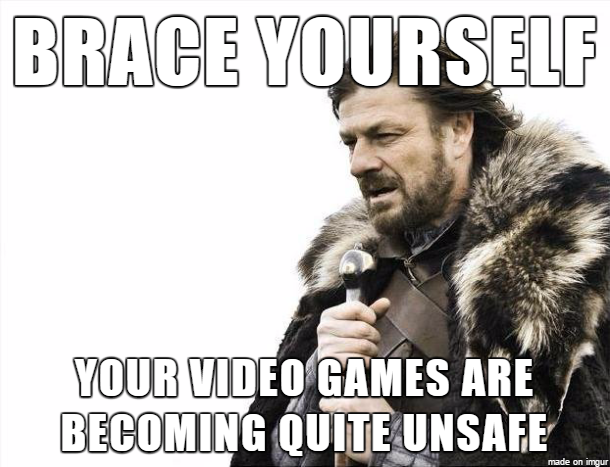 BRACE YOURSELF
YOUR VIDEO GAMES ARE
BECOMING QUITE UNSAFE
made on imgur